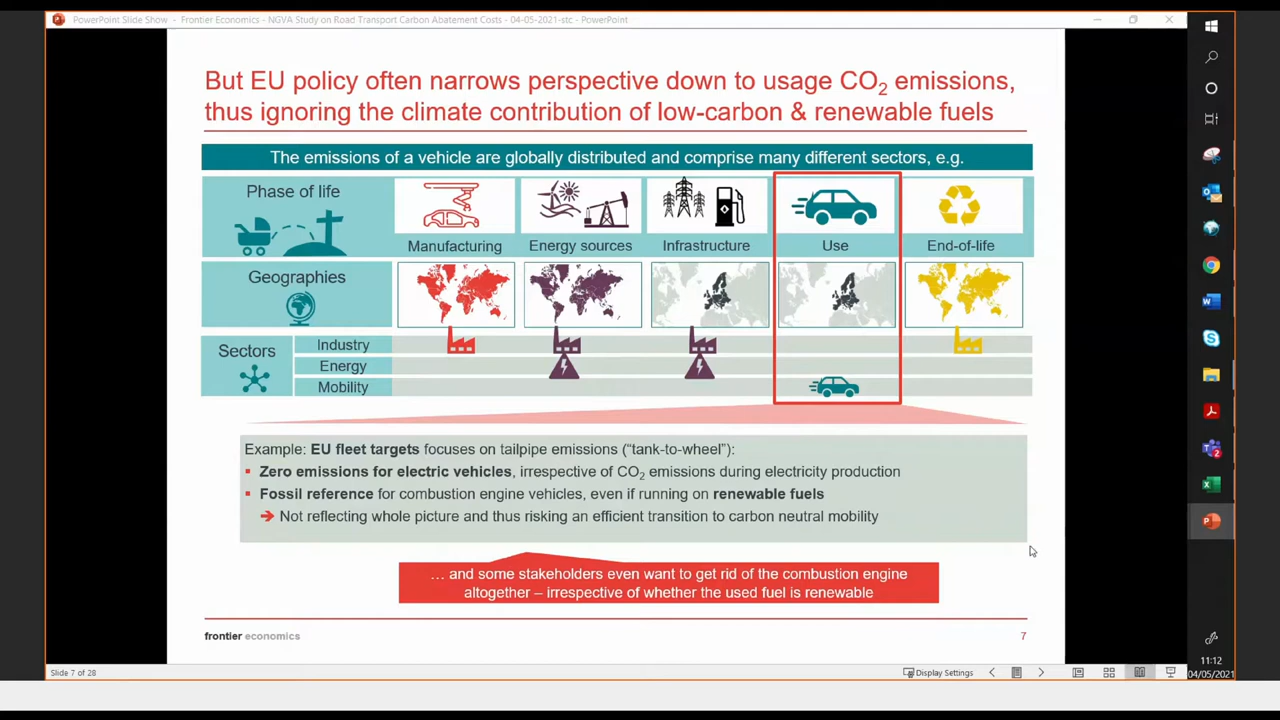 PowerPoint Slide Show - Frontier Economics - NGVA Study on Road Transport Carbon Abatement Costs - 04-05-2021-stc - PowerPoint
But EU policy often narrows perspective down to usage CO2 emissions,
thus ignoring the climate contribution of low-carbon & renewable fuels
The emissions of a vehicle are globally distributed and comprise many different sectors, e.g.
Phase of life
Manufacturing
Energy sources
Infrastructure
Use
End-of-life
Geographies
Sectors
Industry
Energy
Mobility
Example: EU fleet targets focuses on tailpipe emissions ("tank-to-wheel"):
▪ Zero emissions for electric vehicles, irrespective of CO2 emissions during electricity production
▪ Fossil reference for combustion engine vehicles, even if running on renewable fuels
➔ Not reflecting whole picture and thus risking an efficient transition to carbon neutral mobility
… and some stakeholders even want to get rid of the combustion engine
altogether – irrespective of whether the used fuel is renewable
frontier economics
7
Slide 7 of 28
Display Settings
11:12
04/05/2021